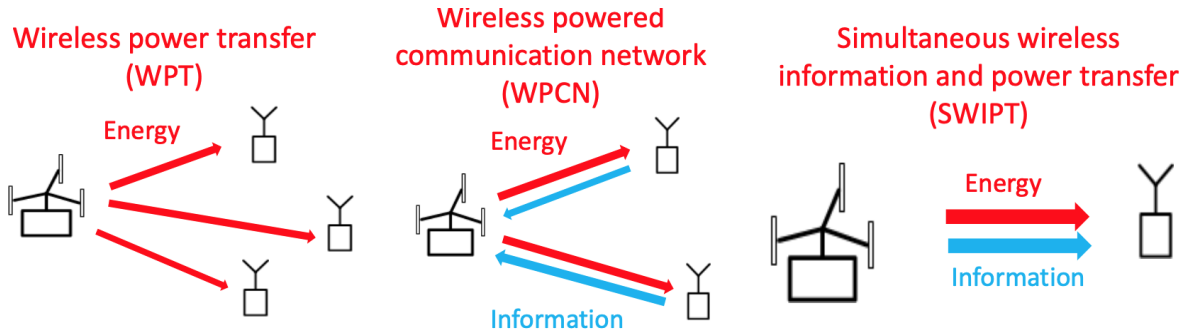 Wireless power transfer
(WPT)
Energy
Wireless powered
communication network
(WPCN)
Energy
Information
Simultaneous wireless
information and power transfer
(SWIPT)
Energy
Information